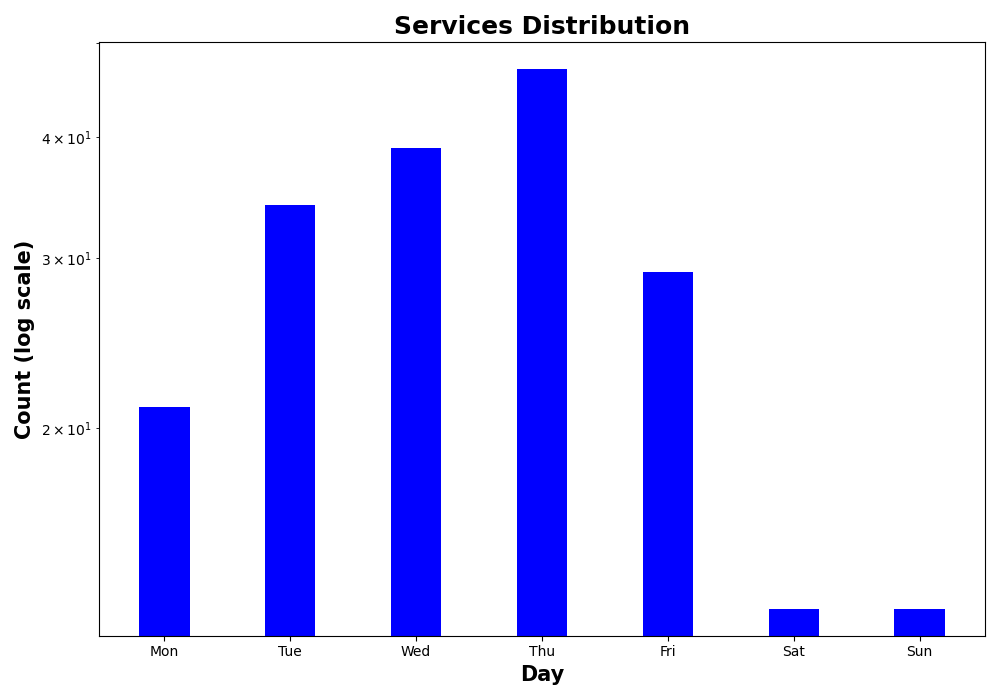 Services Distribution
Count (log scale)
4 × 10¹
3 × 10¹
2 × 10¹
Mon Tue Wed Thu Fri Sat Sun
Day